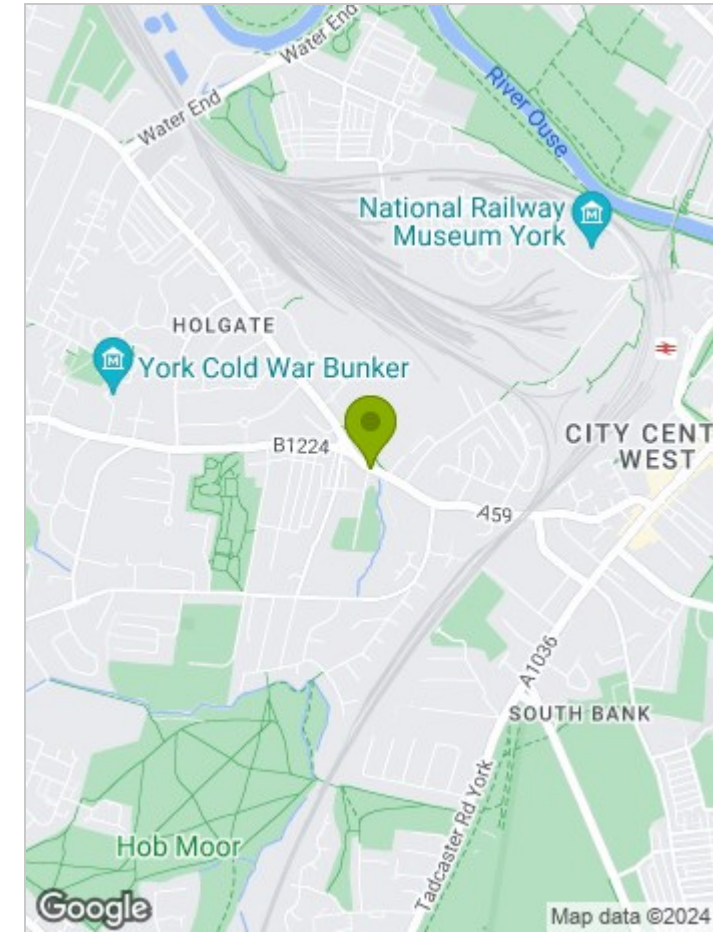 Water End
Water End
River Ouse
National Railway
Museum York
HOLGATE
York Cold War Bunker
B1224
CITY CENT
WEST
A59
A1036
SOUTH BANK
Tadcaster Rd York
Hob Moor
Google
Map data ©2024